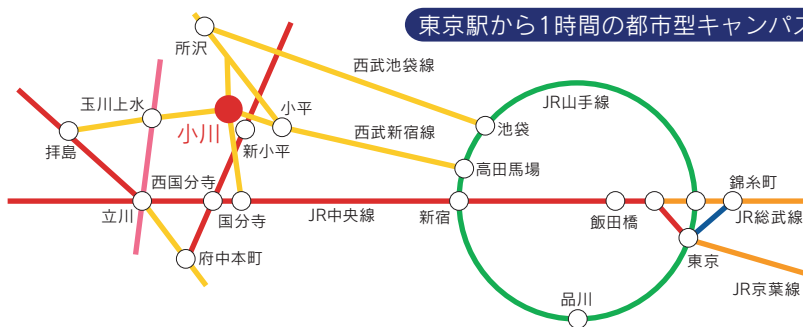 東京駅から1時間の都市型キャンパス
所沢
西武池袋線
JR山手線
玉川上水
小平
池袋
小川
西武新宿線
拝島
新小平
高田馬場
西国分寺
錦糸町
立川
国分寺
JR中央線
新宿
飯田橋
JR総武線
東京
府中本町
JR京葉線
品川